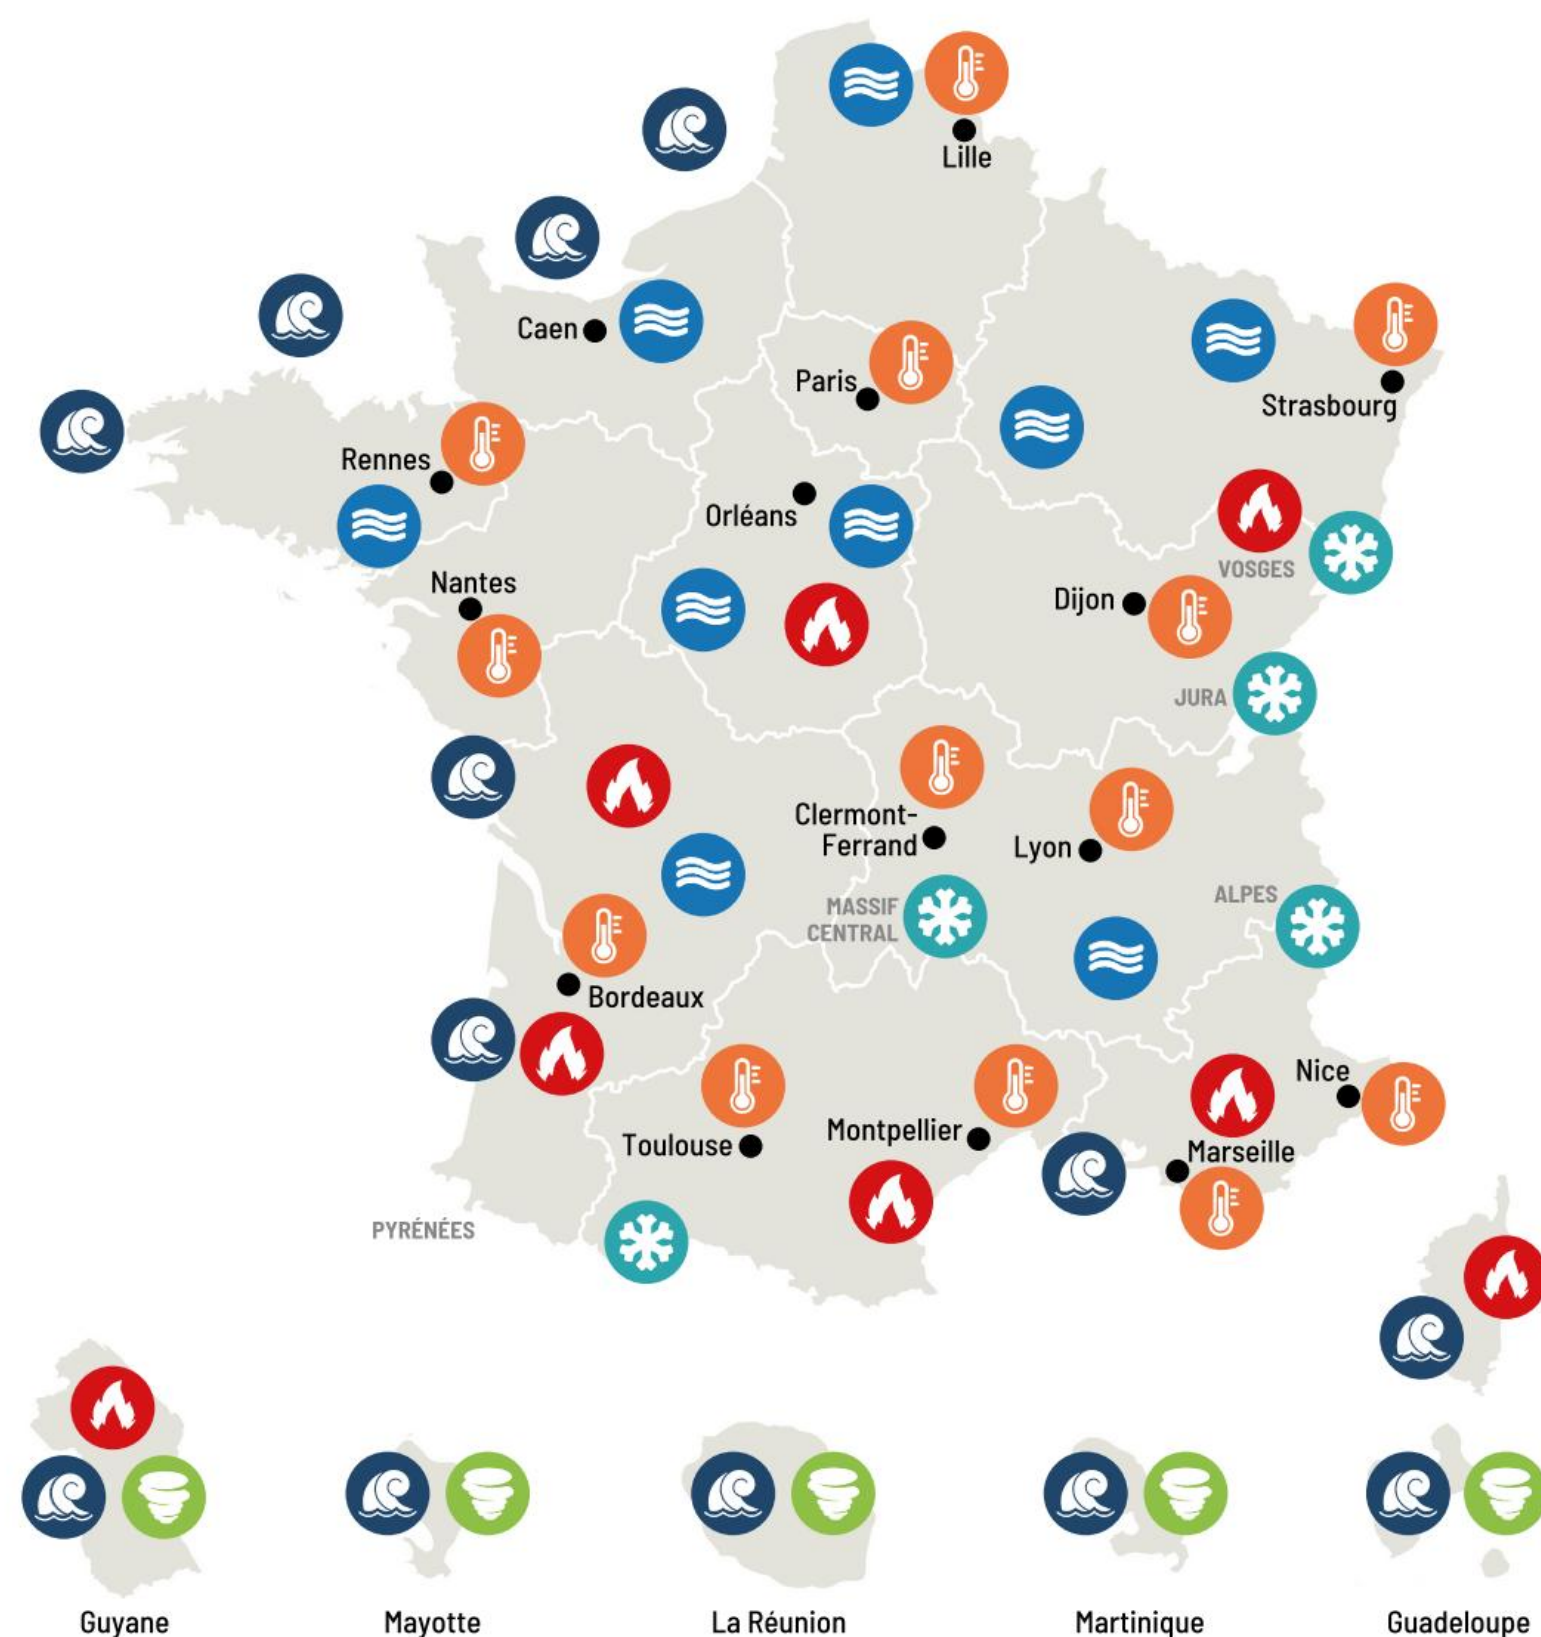 Lille
Caen
Paris
Strasbourg
Rennes
Orléans
VOSGES
Nantes
Dijon
JURA
Clermont-
Ferrand
Lyon
ALPES
MASSIF
CENTRAL
Bordeaux
Nice
Montpellier
Toulouse
Marseille
PYRÉNÉES
Guyane
Mayotte
La Réunion
Martinique
Guadeloupe